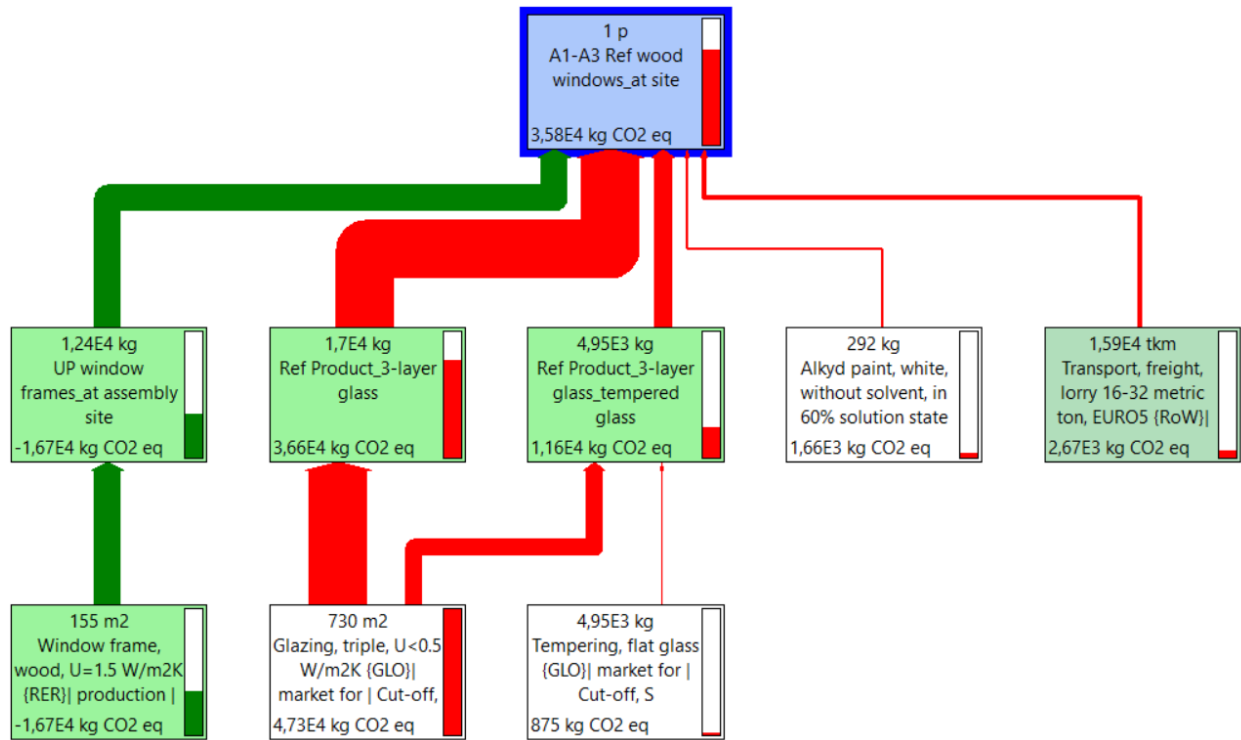 1 p
A1-A3 Ref wood
windows_at site
3,58E4 kg CO2 eq
1,24E4 kg
UP window
frames_at assembly
site
-1,67E4 kg CO2 eq
1,7E4 kg
Ref Product_3-layer
glass
3,66E4 kg CO2 eq
4,95E3 kg
Ref Product_3-layer
glass_tempered
glass
1,16E4 kg CO2 eq
292 kg
Alkyd paint, white,
without solvent, in
60% solution state
1,66E3 kg CO2 eq
1,59E4 tkm
Transport, freight,
lorry 16-32 metric
ton, EURO5 {RoW}|
2,67E3 kg CO2 eq
155 m2
Window frame,
wood, U=1.5 W/m2K
{RER}| production |
-1,67E4 kg CO2 eq
730 m2
Glazing, triple, U<0.5
W/m2K {GLO}|
market for | Cut-off,
4,73E4 kg CO2 eq
4,95E3 kg
Tempering, flat glass
{GLO}| market for |
Cut-off, S
875 kg CO2 eq